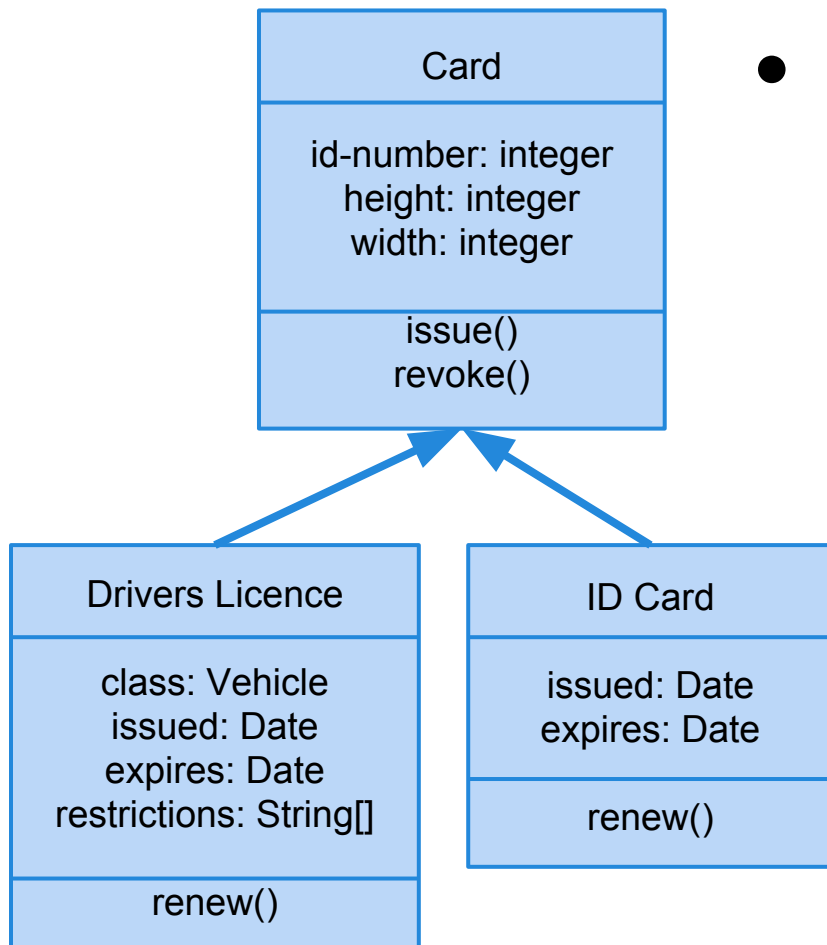 Card
id-number: integer
height: integer
width: integer
issue()
revoke()
Drivers Licence
class: Vehicle
issued: Date
expires: Date
restrictions: String[]
renew()
ID Card
issued: Date
expires: Date
renew()